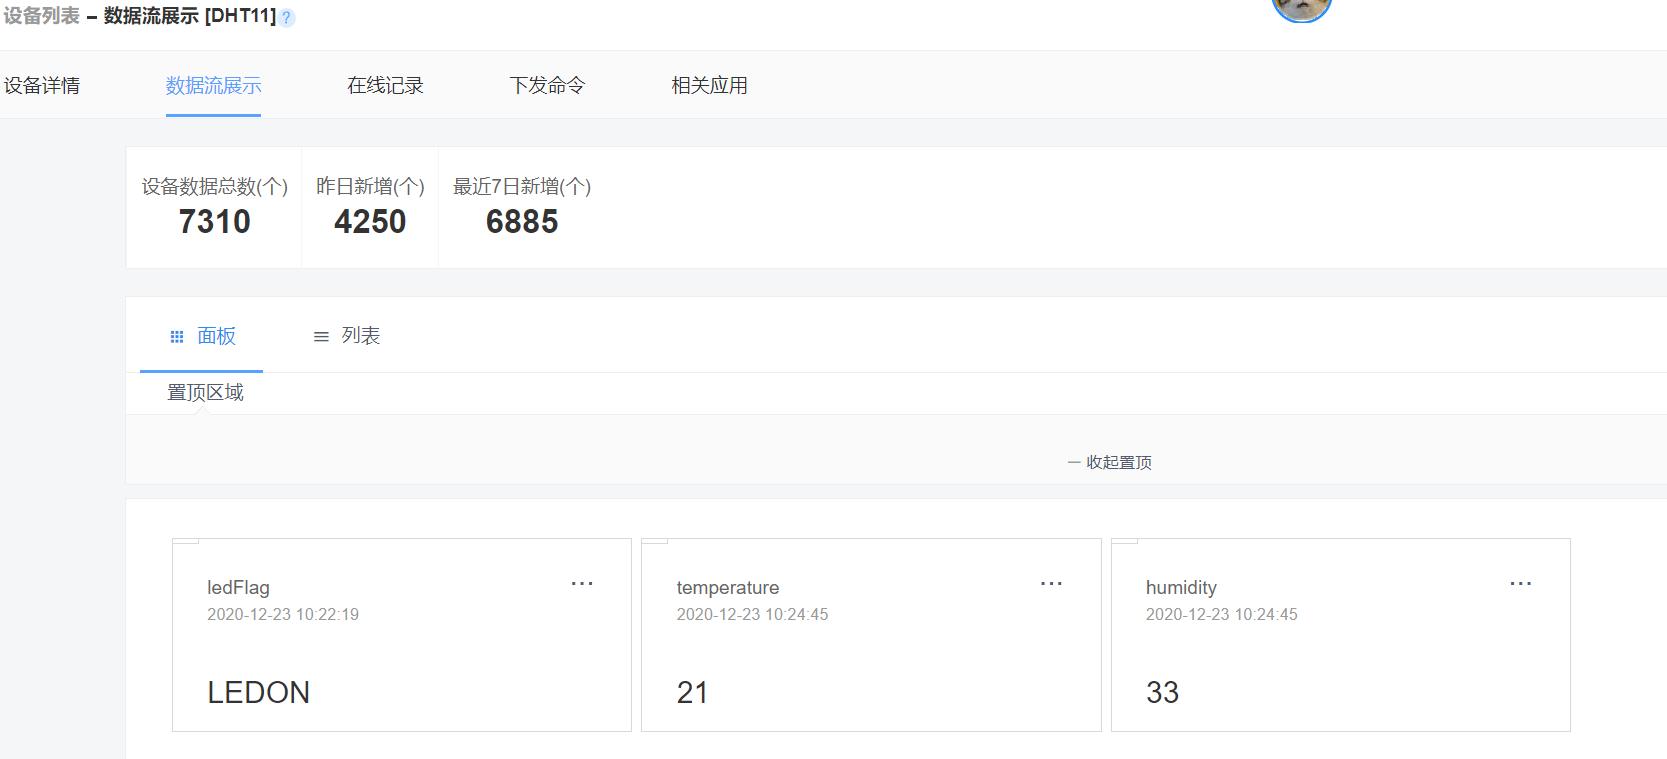 设备列表 – 数据流展示 [DHT11] ?
设备详情 数据流展示 在线记录 下发命令 相关应用
设备数据总数(个) 昨日新增(个) 最近7日新增(个)
7310 4250 6885
面板 列表
置顶区域
— 收起置顶
ledFlag ··· temperature ··· humidity ···
2020-12-23 10:22:19 2020-12-23 10:24:45 2020-12-23 10:24:45
LEDON 21 33